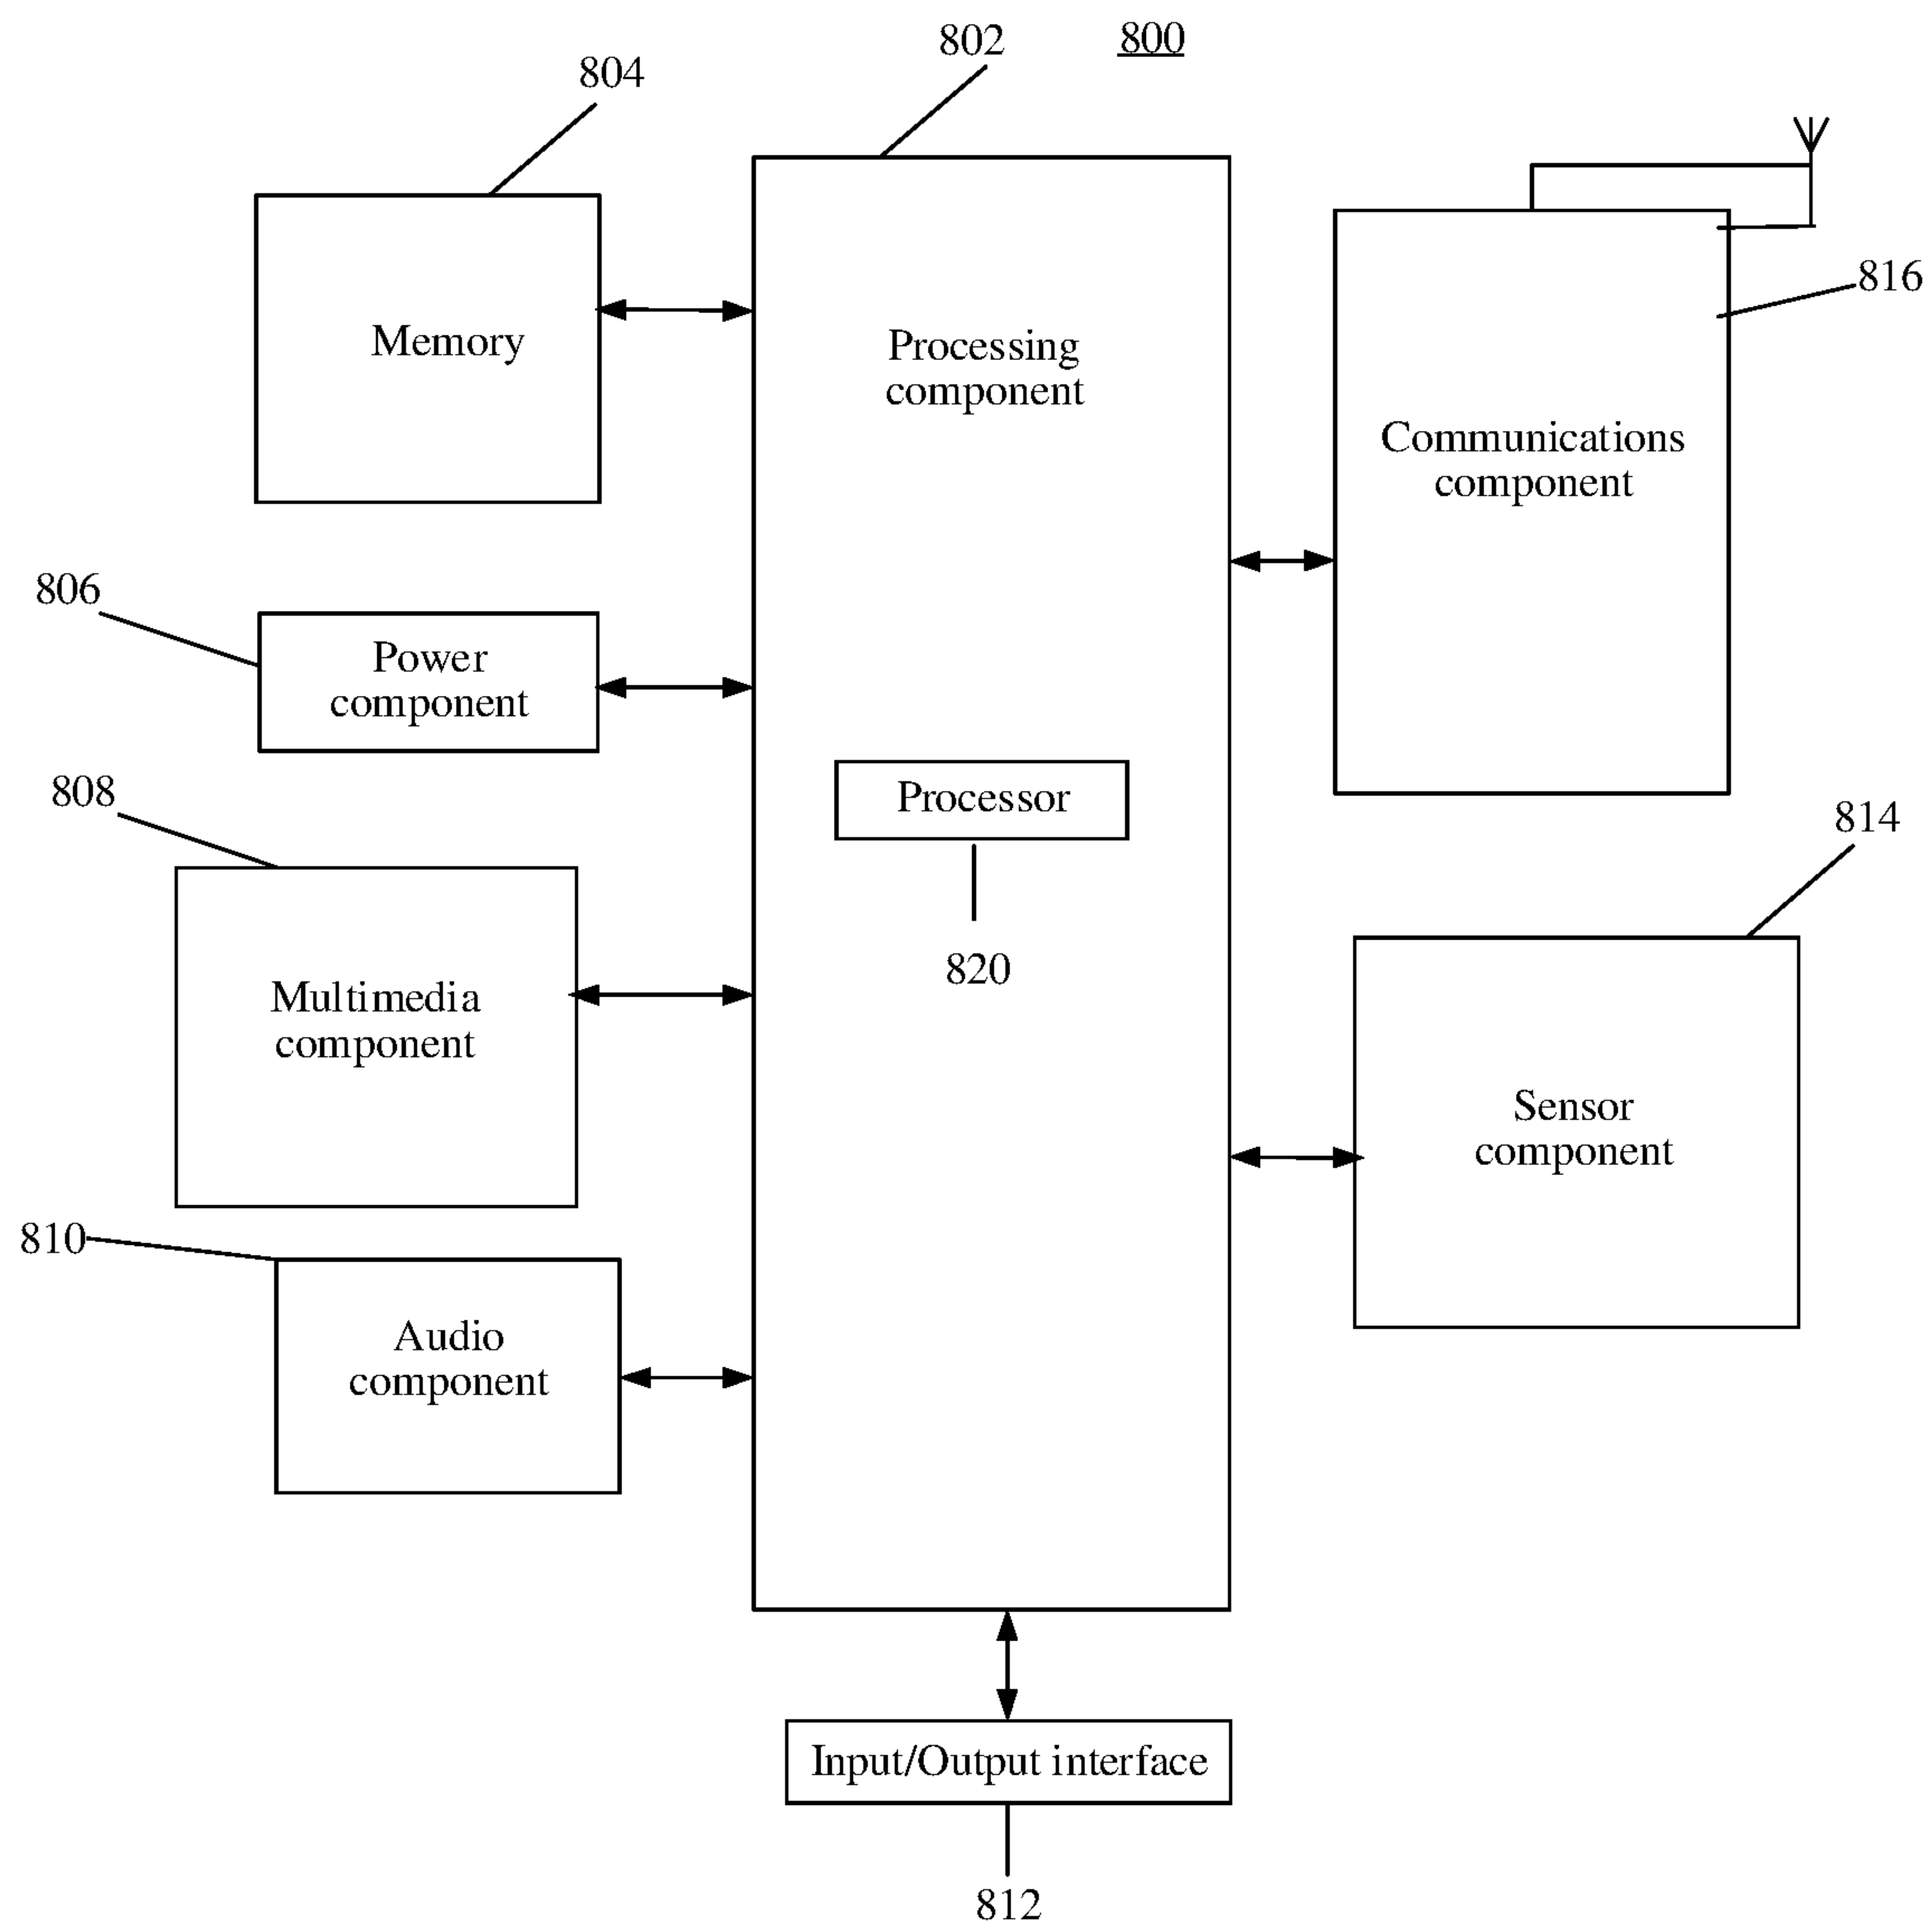 802
800
804
816
Memory
Processing
component
Communications
component
806
Power
component
808
Processor
814
820
Multimedia
component
Sensor
component
810
Audio
component
Input/Output interface
812